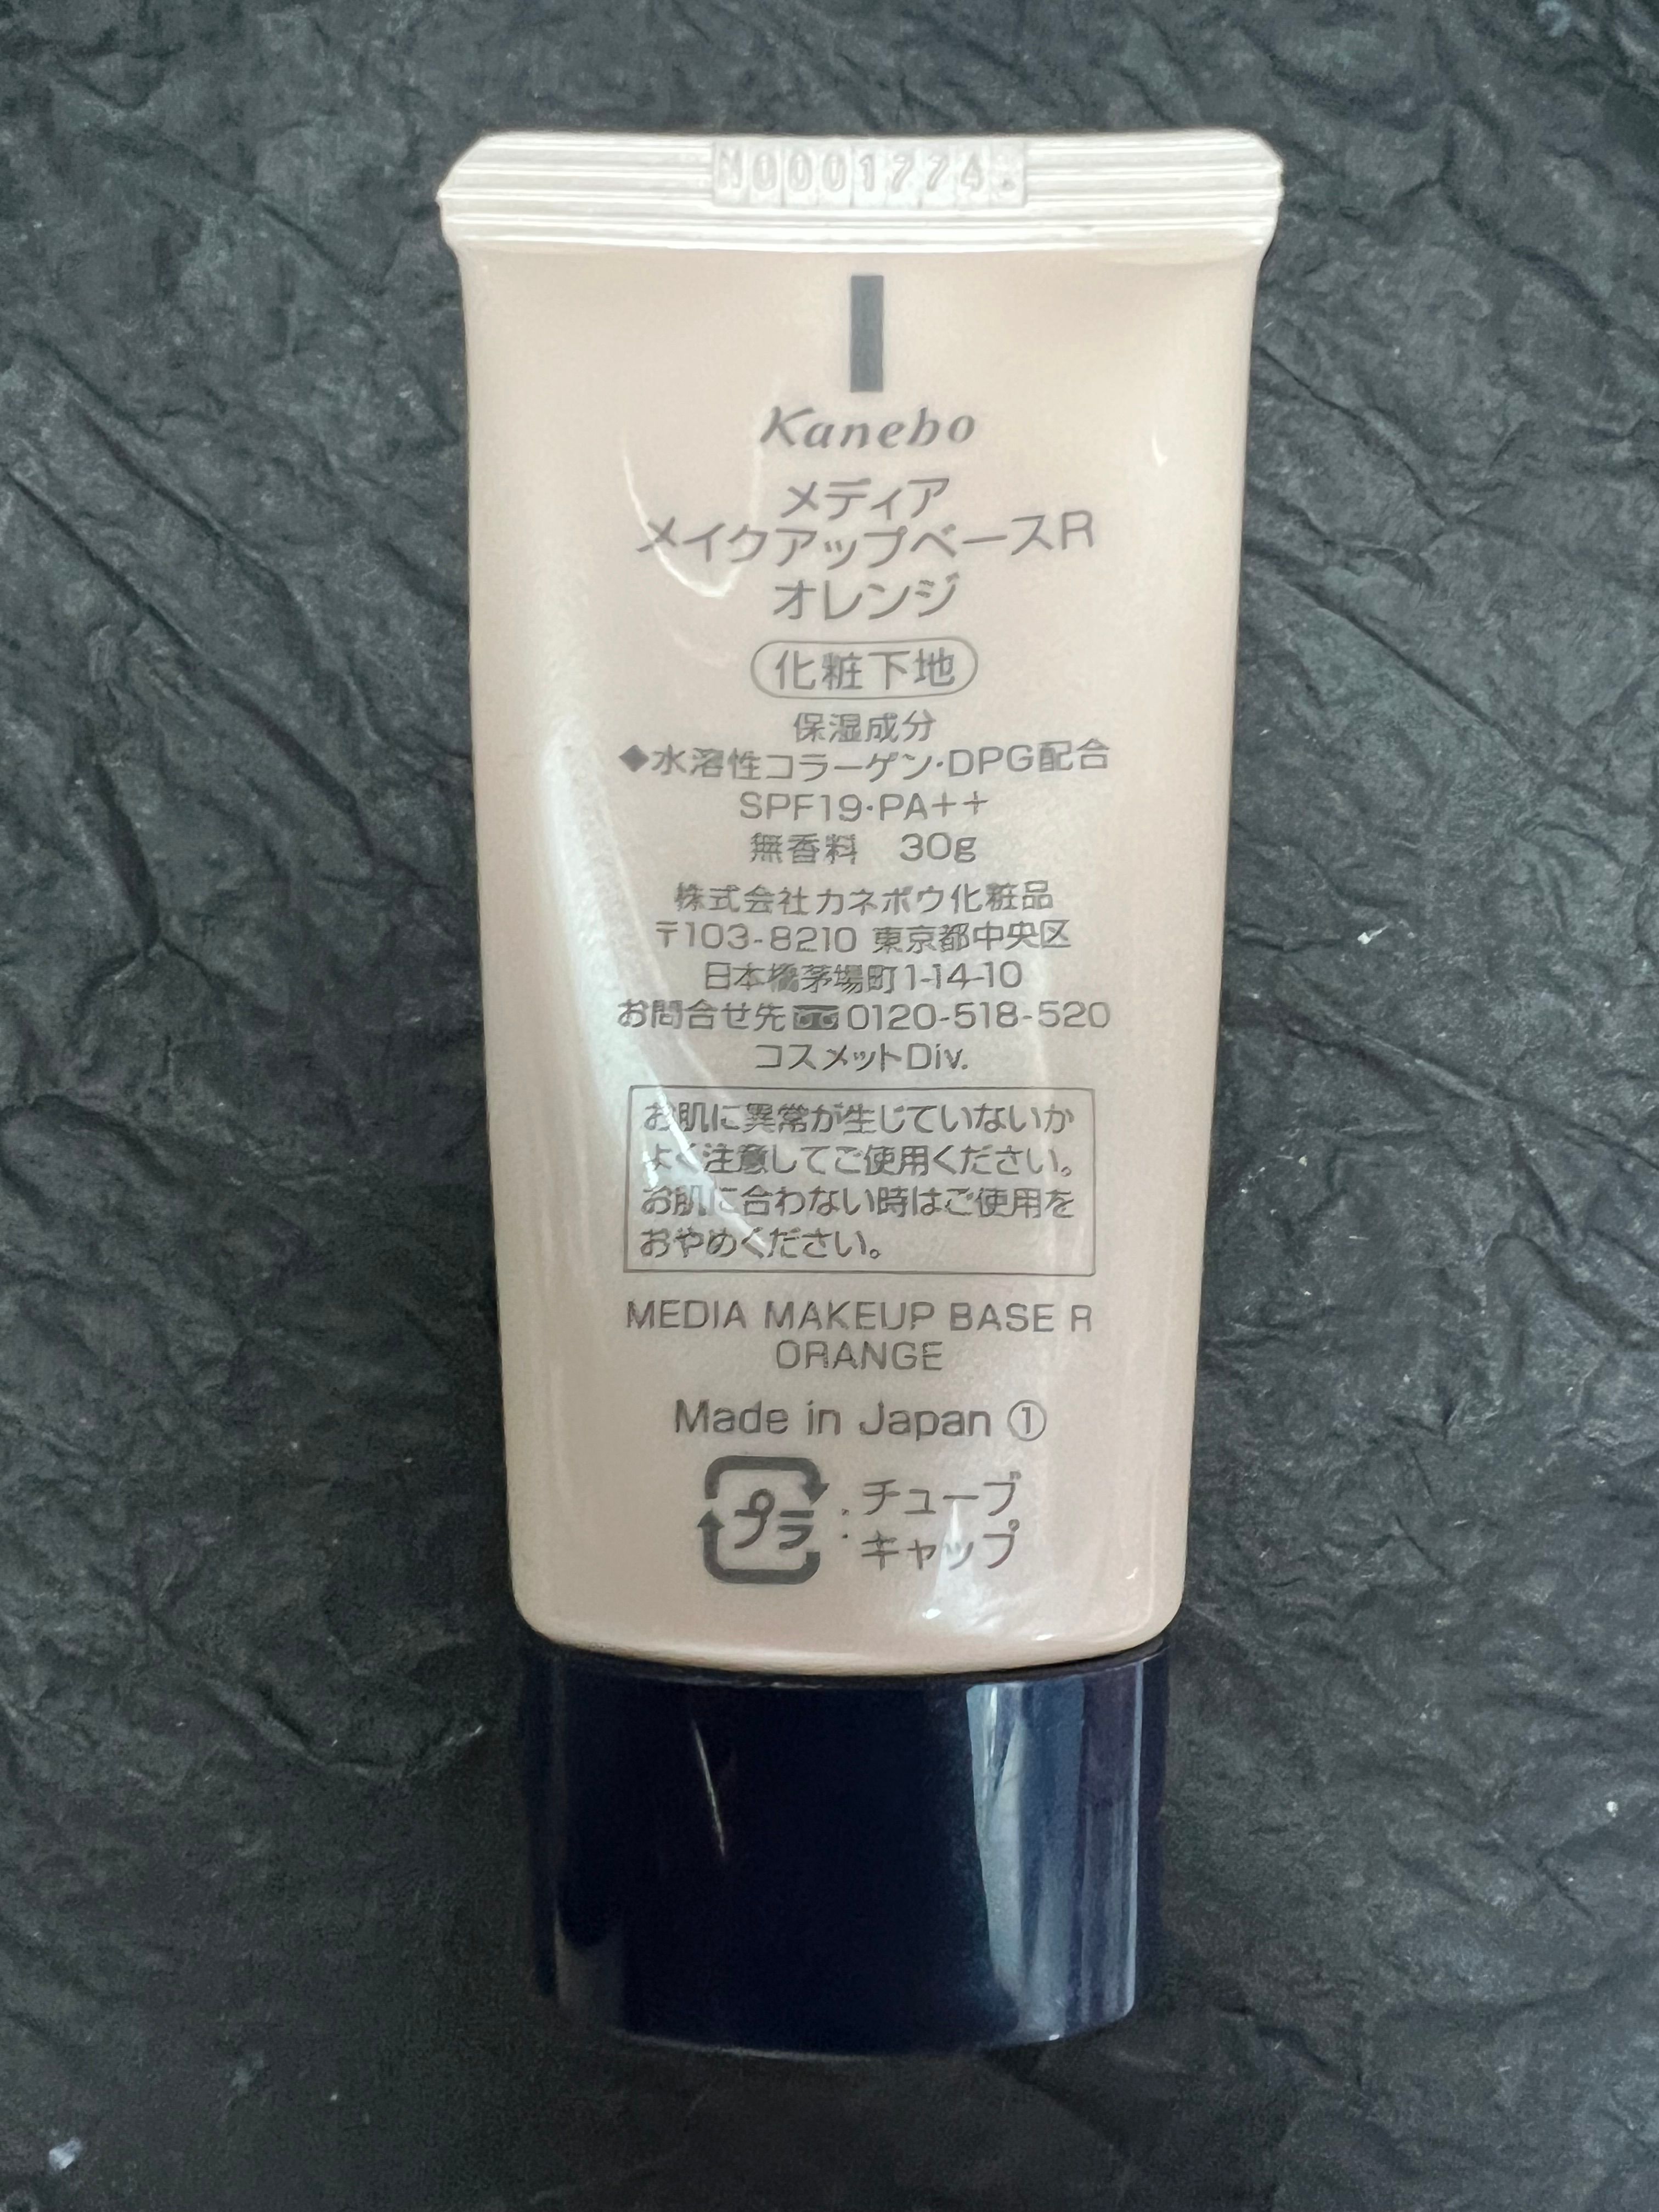 N0001774.
Kanebo
メディア
メイクアップベースR
オレンジ
化粧下地
保湿成分
◆水溶性コラーゲン・DPG配合
SPF19・PA++
無香料　30g
株式会社カネボウ化粧品
〒103-8210 東京都中央区
日本橋茅場町1-14-10
お問合せ先 0120-518-520
コスメットDiv.
お肌に異常が生じていないか
よく注意してご使用ください。
お肌に合わない時はご使用を
おやめください。
MEDIA MAKEUP BASE R
ORANGE
Made in Japan ①
プラ : チューブ
キャップ